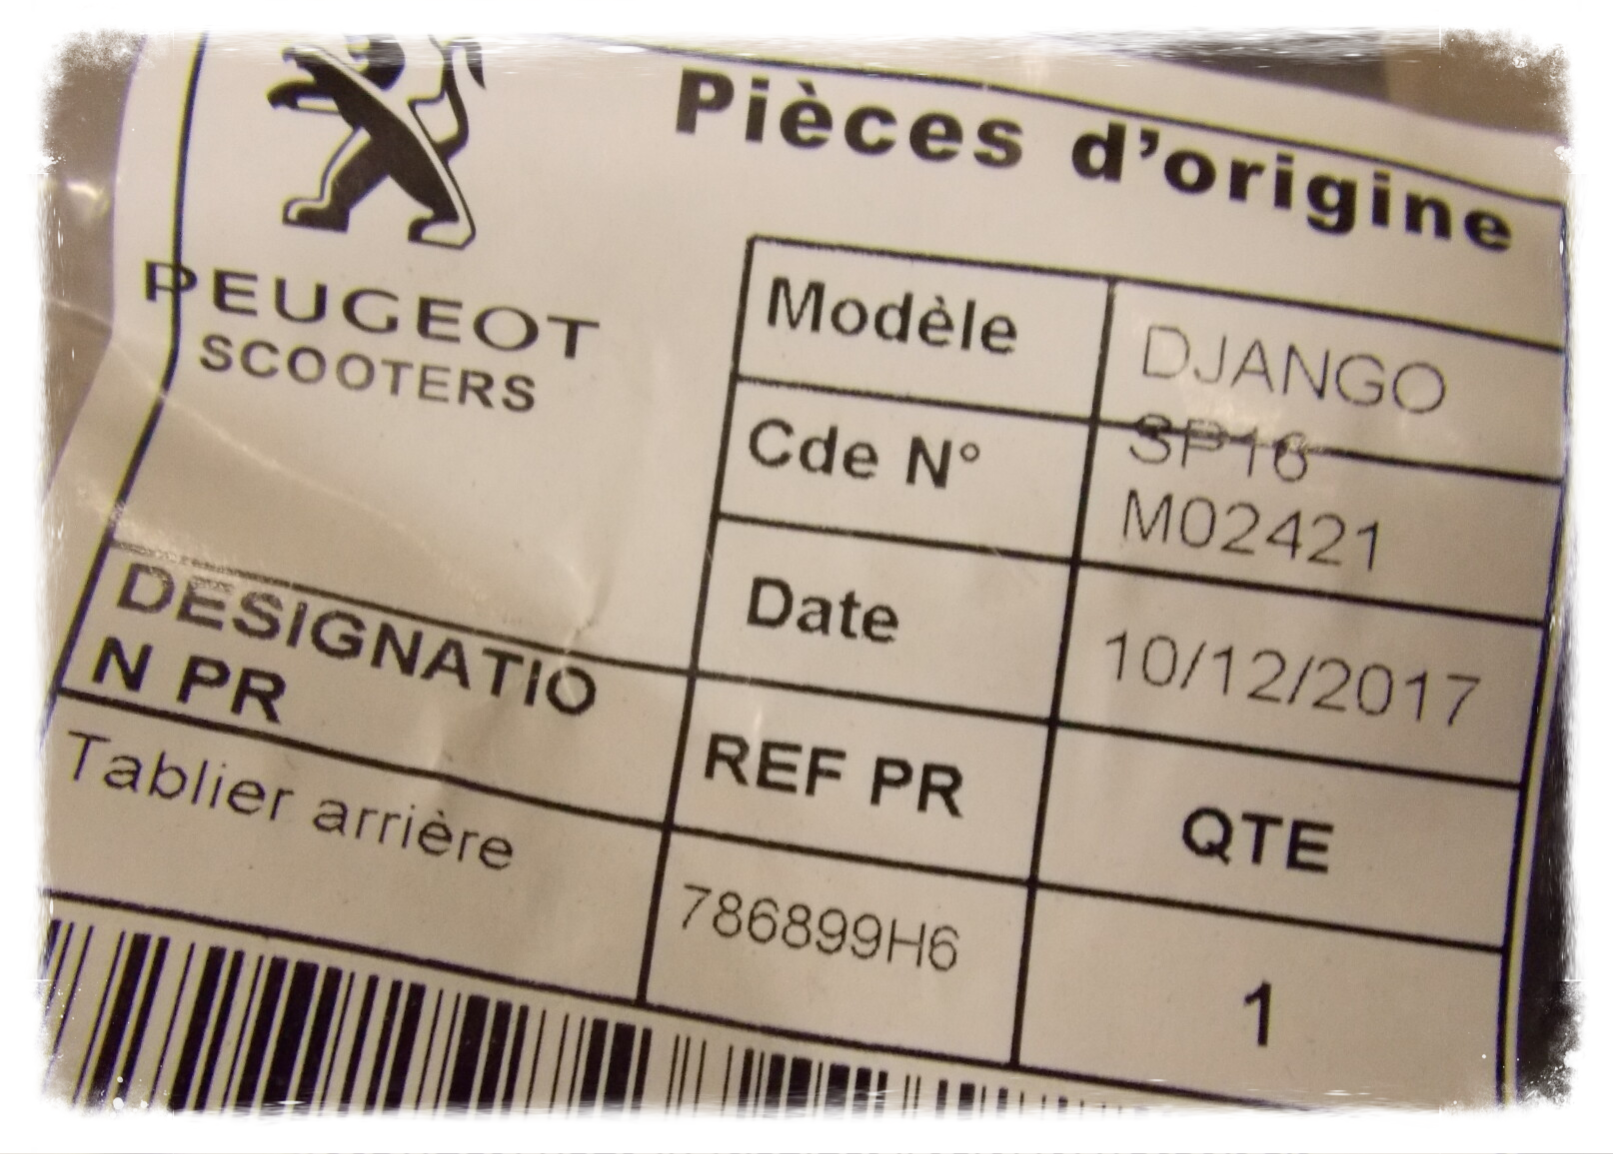 Pièces d'origine
PEUGEOT
SCOOTERS
Modèle
DJANGO
Cde N°
SP16
M02421
Date
10/12/2017
DESIGNATIO
N PR
REF PR
QTE
Tablier arrière
786899H6
1